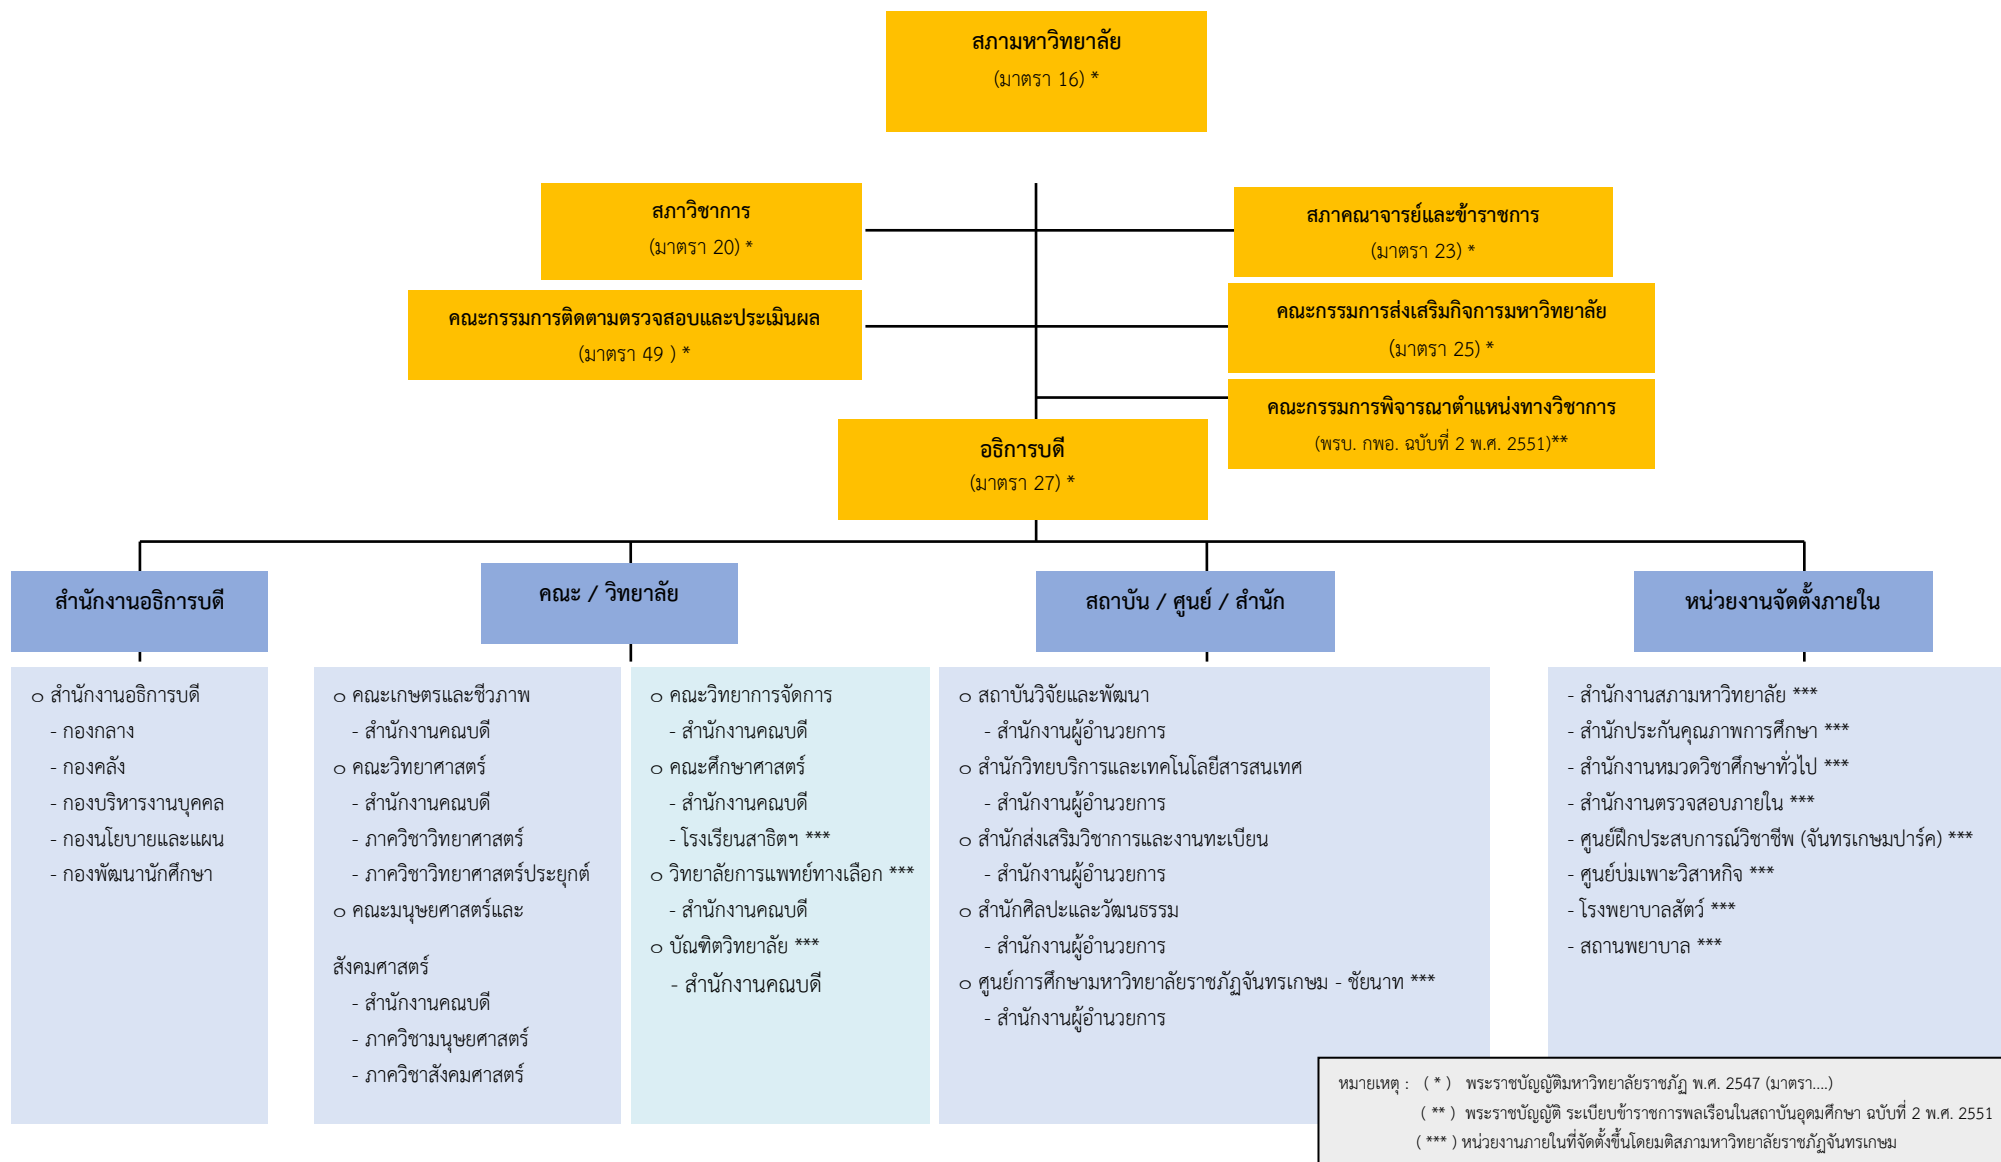 สภามหาวิทยาลัย
(มาตรา 16) *
สภาวิชาการ
(มาตรา 20) *
สภาคณาจารย์และข้าราชการ
(มาตรา 23) *
คณะกรรมการติดตามตรวจสอบและประเมินผล
(มาตรา 49 ) *
คณะกรรมการส่งเสริมกิจการมหาวิทยาลัย
(มาตรา 25) *
คณะกรรมการพิจารณาตำแหน่งทางวิชาการ
(พรบ. กพอ. ฉบับที่ 2 พ.ศ. 2551)**
อธิการบดี
(มาตรา 27) *
สำนักงานอธิการบดี
o สำนักงานอธิการบดี
- กองกลาง
- กองคลัง
- กองบริหารงานบุคคล
- กองนโยบายและแผน
- กองพัฒนานักศึกษา
คณะ / วิทยาลัย
o คณะเกษตรและชีวภาพ
- สำนักงานคณบดี
o คณะวิทยาศาสตร์
- สำนักงานคณบดี
- ภาควิชาวิทยาศาสตร์
- ภาควิชาวิทยาศาสตร์ประยุกต์
o คณะมนุษยศาสตร์และ
สังคมศาสตร์
- สำนักงานคณบดี
- ภาควิชามนุษยศาสตร์
- ภาควิชาสังคมศาสตร์
o คณะวิทยาการจัดการ
- สำนักงานคณบดี
o คณะศึกษาศาสตร์
- สำนักงานคณบดี
- โรงเรียนสาธิตฯ ***
o วิทยาลัยการแพทย์ทางเลือก ***
- สำนักงานคณบดี
o บัณฑิตวิทยาลัย ***
- สำนักงานคณบดี
สถาบัน / ศูนย์ / สำนัก
o สถาบันวิจัยและพัฒนา
- สำนักงานผู้อำนวยการ
o สำนักวิทยบริการและเทคโนโลยีสารสนเทศ
- สำนักงานผู้อำนวยการ
o สำนักส่งเสริมวิชาการและงานทะเบียน
- สำนักงานผู้อำนวยการ
o สำนักศิลปะและวัฒนธรรม
- สำนักงานผู้อำนวยการ
o ศูนย์การศึกษามหาวิทยาลัยราชภัฏจันทรเกษม - ชัยนาท ***
- สำนักงานผู้อำนวยการ
หน่วยงานจัดตั้งภายใน
- สำนักงานสภามหาวิทยาลัย ***
- สำนักประกันคุณภาพการศึกษา ***
- สำนักงานหมวดวิชาศึกษาทั่วไป ***
- สำนักงานตรวจสอบภายใน ***
- ศูนย์ฝึกประสบการณ์วิชาชีพ (จันทรเกษมปาร์ค) ***
- ศูนย์บ่มเพาะวิสาหกิจ ***
- โรงพยาบาลสัตว์ ***
- สถานพยาบาล ***
หมายเหตุ : ( * ) พระราชบัญญัติมหาวิทยาลัยราชภัฏ พ.ศ. 2547 (มาตรา....)
( ** ) พระราชบัญญัติ ระเบียบข้าราชการพลเรือนในสถาบันอุดมศึกษา ฉบับที่ 2 พ.ศ. 2551
( *** ) หน่วยงานภายในที่จัดตั้งขึ้นโดยมติสภามหาวิทยาลัยราชภัฏจันทรเกษม